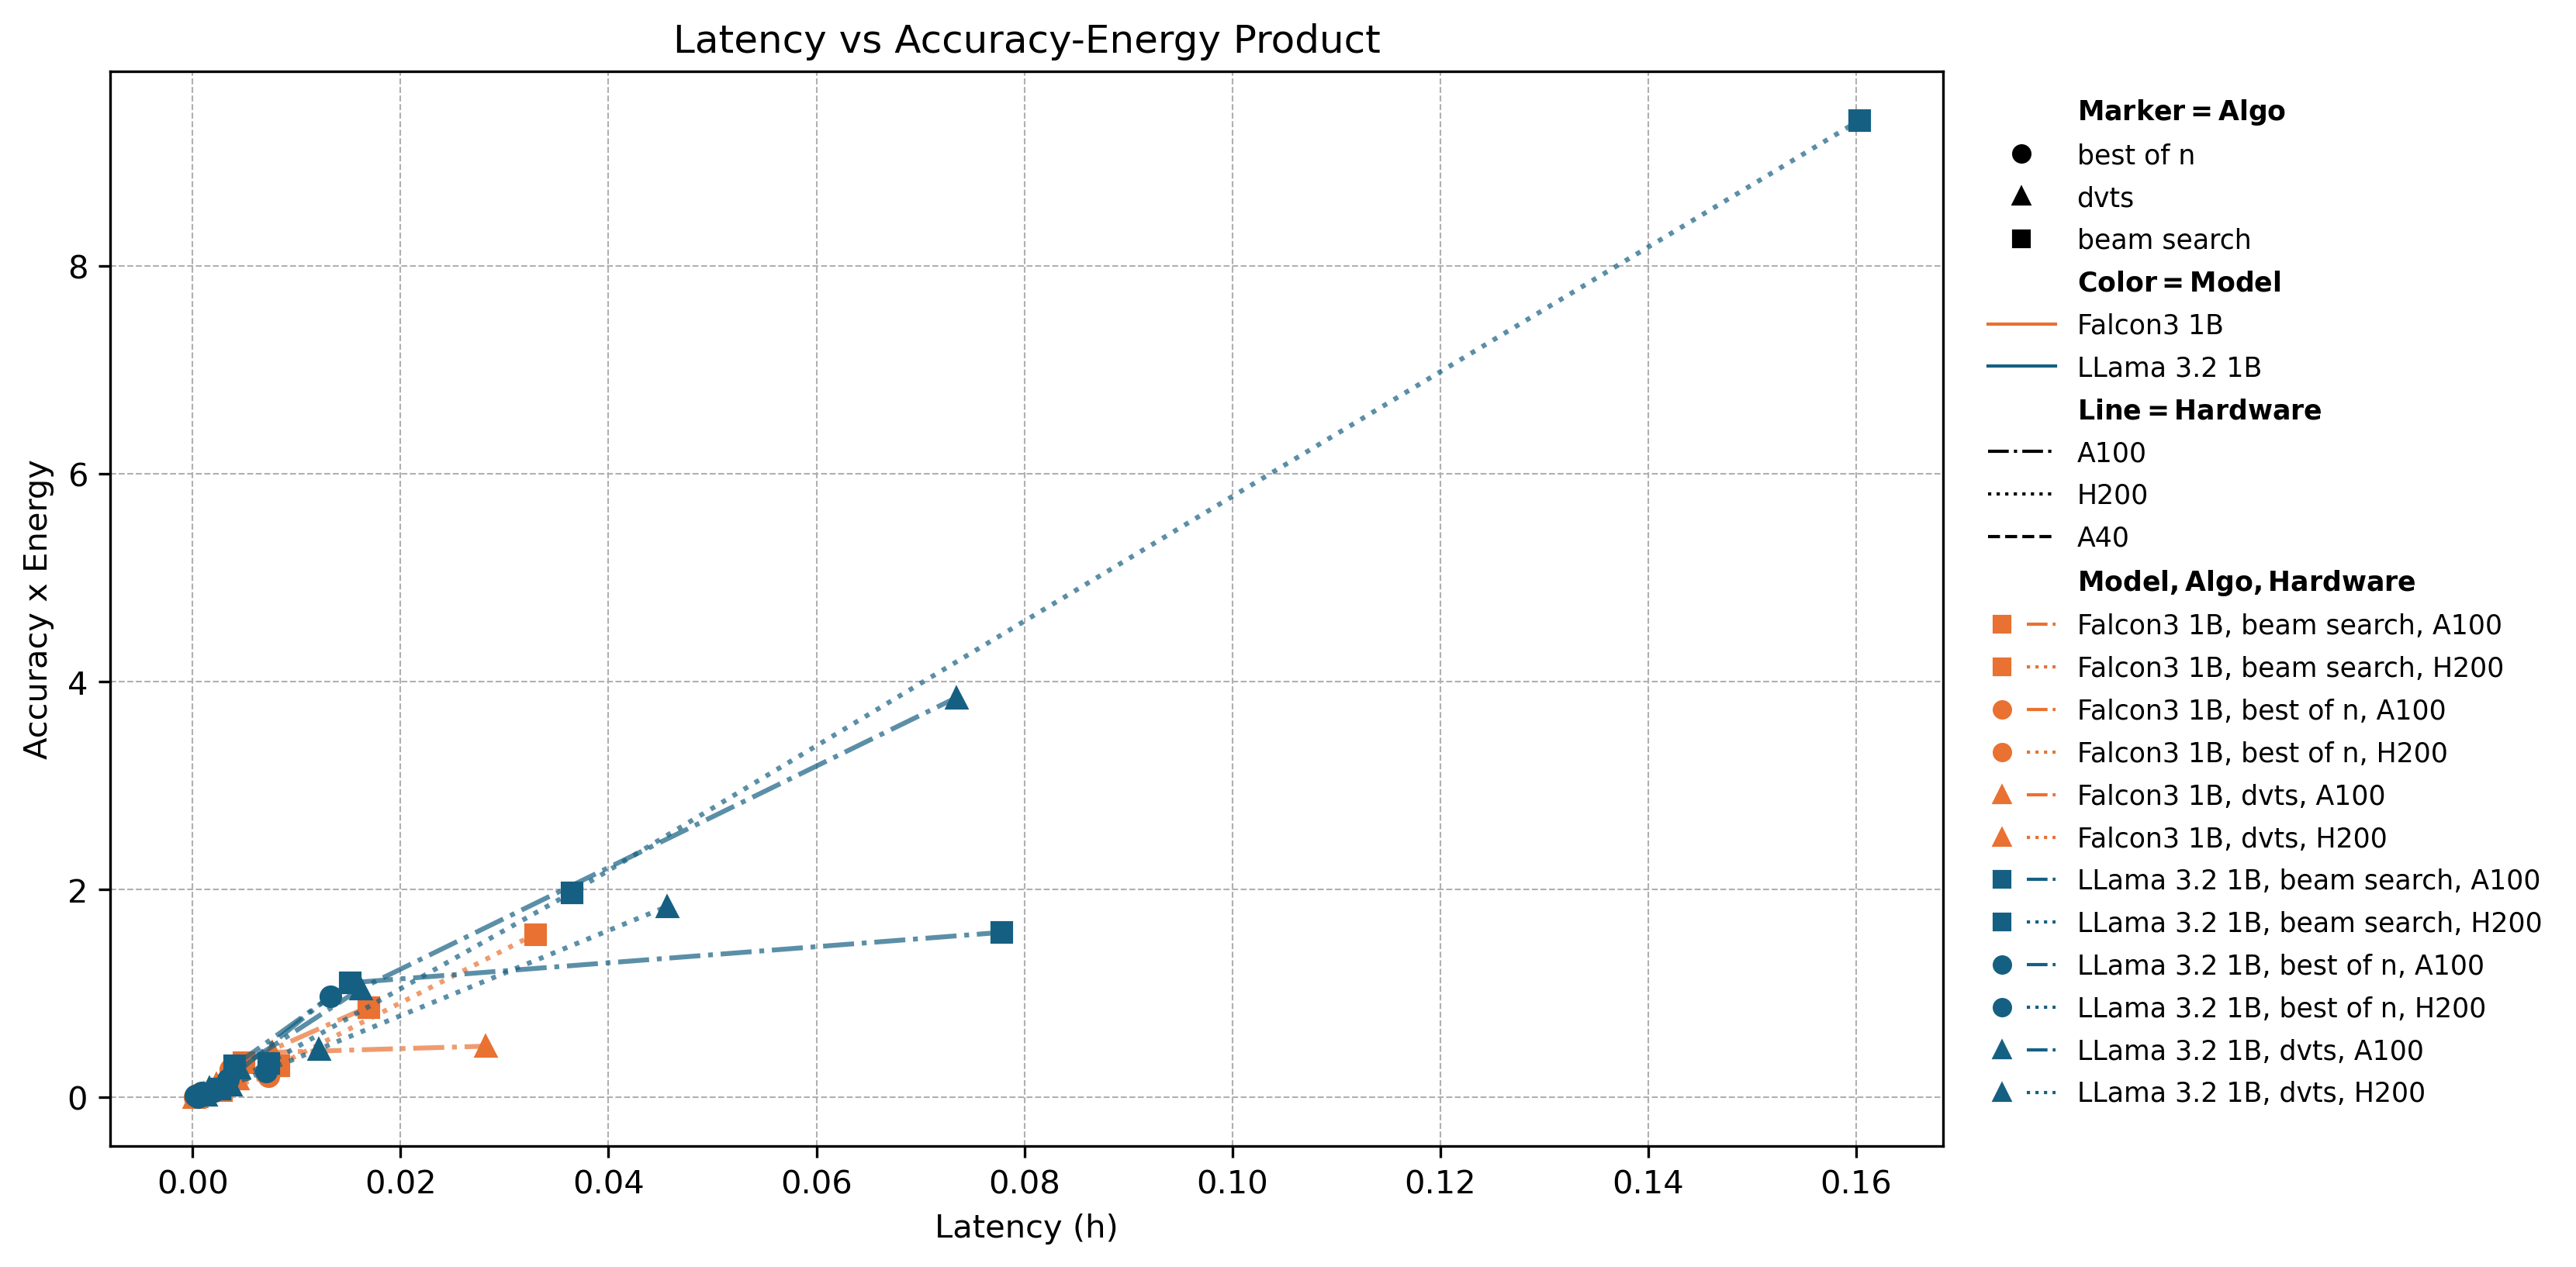 Latency vs Accuracy-Energy Product
Accuracy x Energy
8
6
4
2
0
0.00 0.02 0.04 0.06 0.08 0.10 0.12 0.14 0.16
Latency (h)
Marker = Algo
best of n
dvts
beam search
Color = Model
Falcon3 1B
LLama 3.2 1B
Line = Hardware
A100
H200
A40
Model, Algo, Hardware
Falcon3 1B, beam search, A100
Falcon3 1B, beam search, H200
Falcon3 1B, best of n, A100
Falcon3 1B, best of n, H200
Falcon3 1B, dvts, A100
Falcon3 1B, dvts, H200
LLama 3.2 1B, beam search, A100
LLama 3.2 1B, beam search, H200
LLama 3.2 1B, best of n, A100
LLama 3.2 1B, best of n, H200
LLama 3.2 1B, dvts, A100
LLama 3.2 1B, dvts, H200